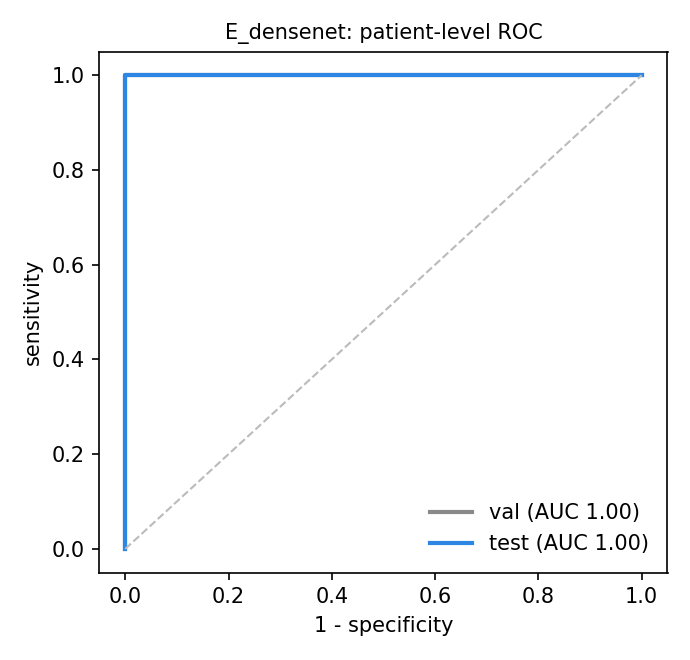 E_densenet: patient-level ROC
1.0
0.8
0.6
0.4
0.2
0.0
sensitivity
val (AUC 1.00)
test (AUC 1.00)
0.0 0.2 0.4 0.6 0.8 1.0
1 - specificity